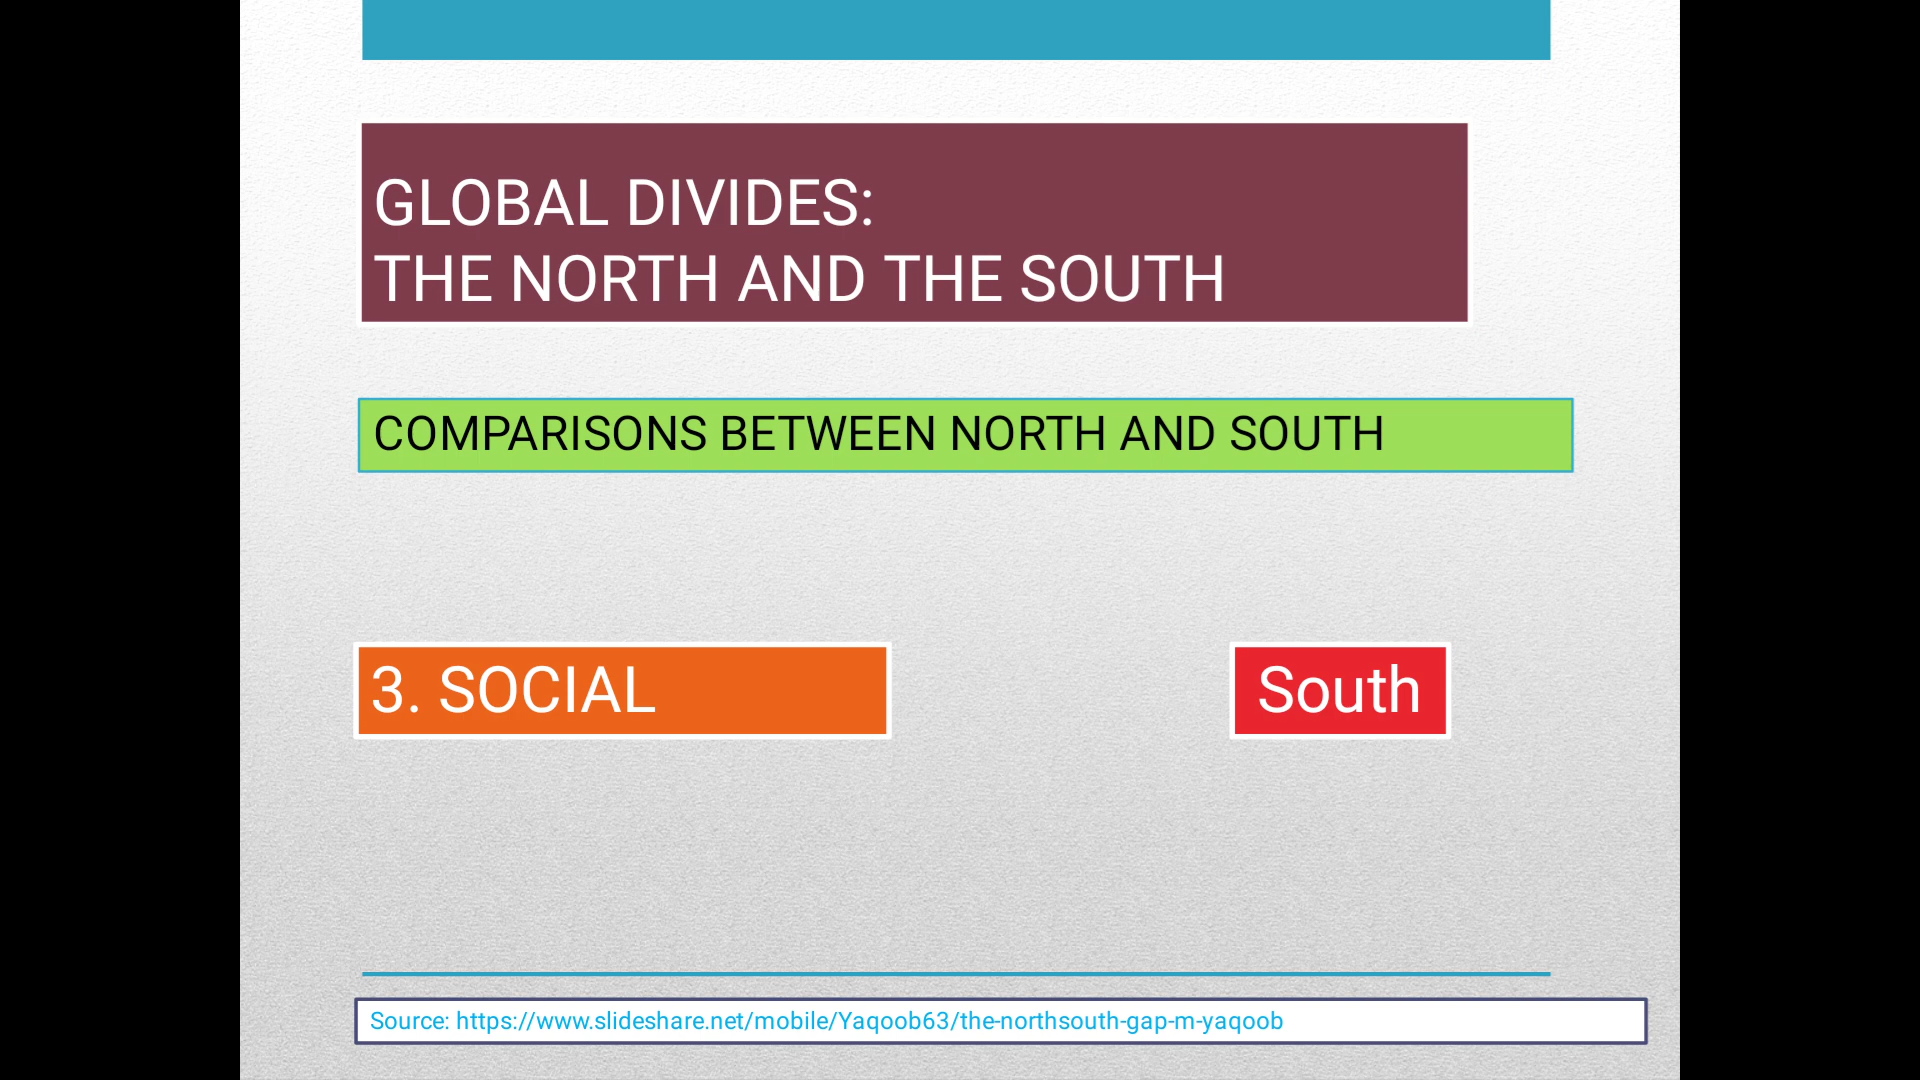 GLOBAL DIVIDES:
THE NORTH AND THE SOUTH
COMPARISONS BETWEEN NORTH AND SOUTH
3. SOCIAL
South
Source: https://www.slideshare.net/mobile/Yaqoob63/the-northsouth-gap-m-yaqoob